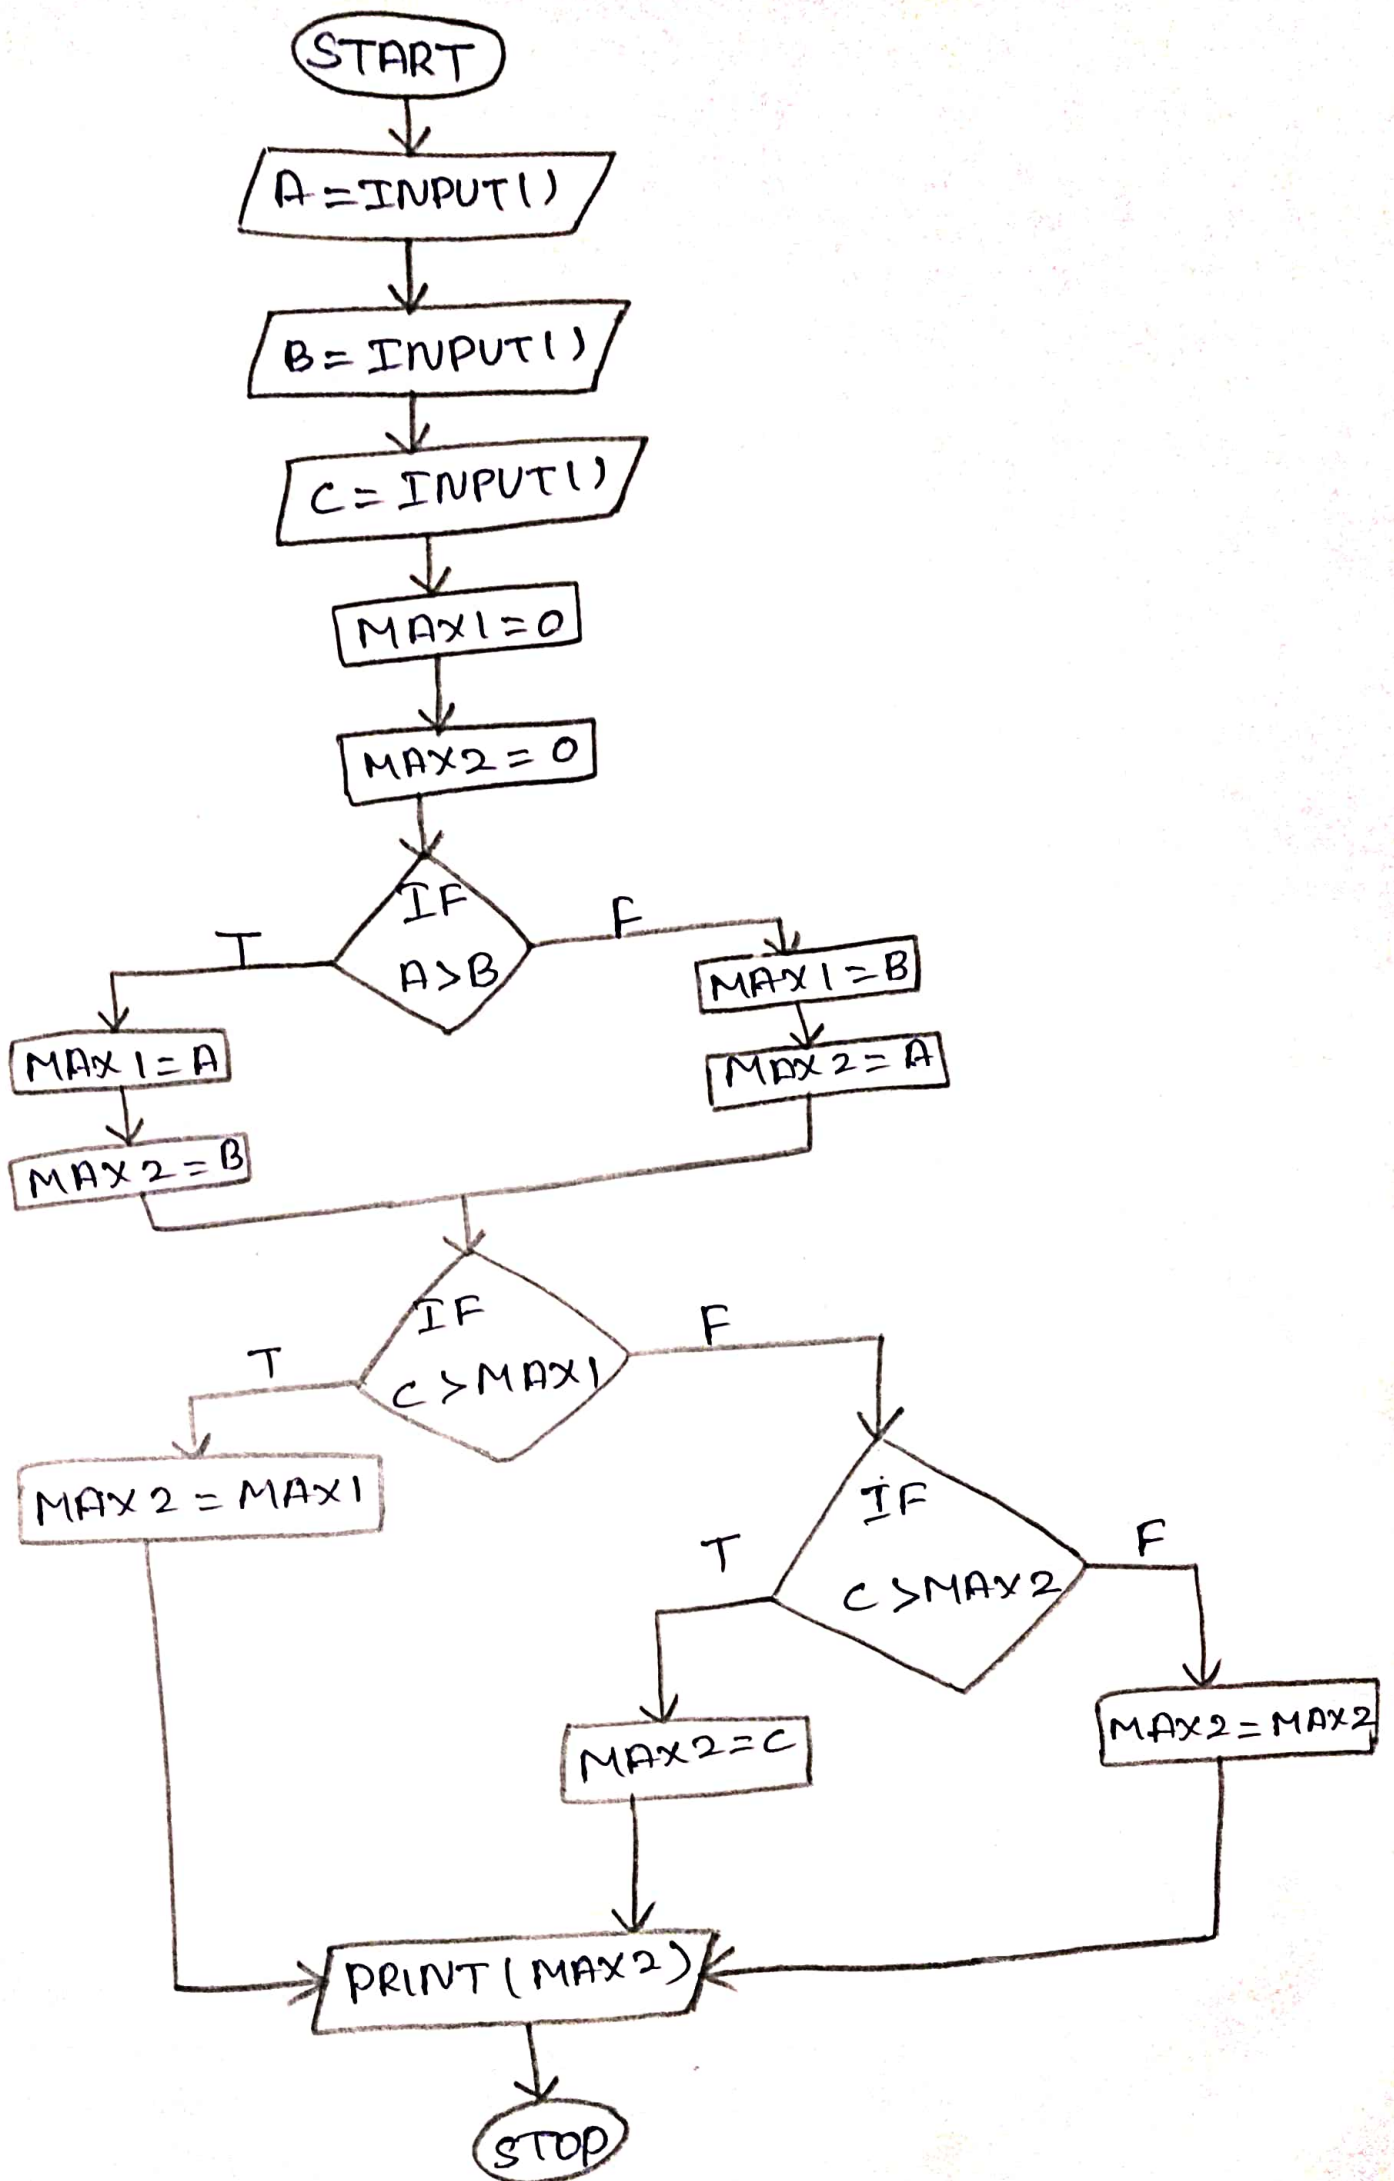 START
A=INPUT()
B=INPUT()
C=INPUT()
MAX1=0
MAX2=0
IF
A>B
T
F
MAX1=A
MAX2=B
MAX1=B
MAX2=A
IF
C>MAX1
T
F
MAX2=MAX1
IF
C>MAX2
T
F
MAX2=C
MAX2=MAX2
PRINT(MAX2)
STOP